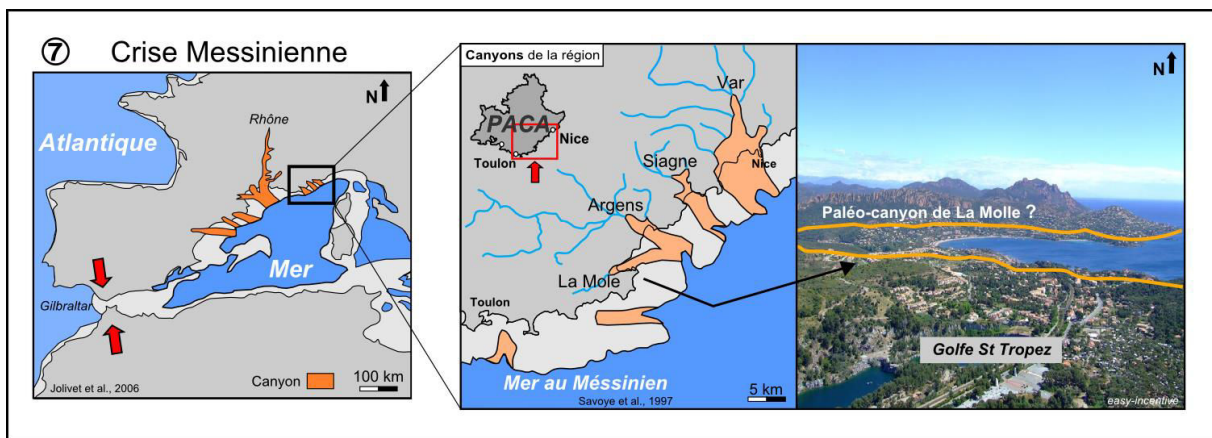 ⑦ Crise Messinienne
N
Atlantique
Rhône
Mer
Gilbraltar
Jolivet et al., 2006
Canyon
100 km
Canyons de la région
PACA
Nice
Toulon
Var
Siagne
Nice
Argens
La Mole
Toulon
Mer au Méssinien
Savoye et al., 1997
5 km
N
Paléo-canyon de La Molle ?
Golfe St Tropez
easy-incentive